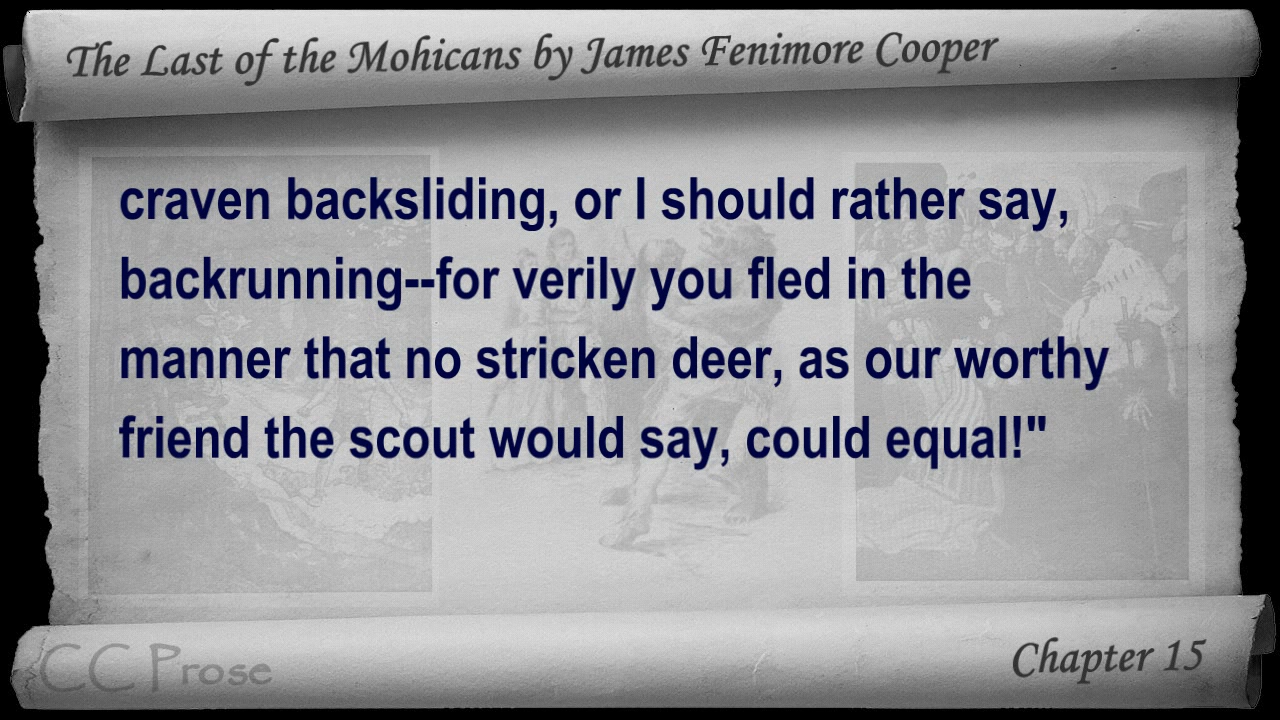 The Last of the Mohicans by James Fenimore Cooper
craven backsliding, or I should rather say,
backrunning--for verily you fled in the
manner that no stricken deer, as our worthy
friend the scout would say, could equal!"
CC Prose
Chapter 15